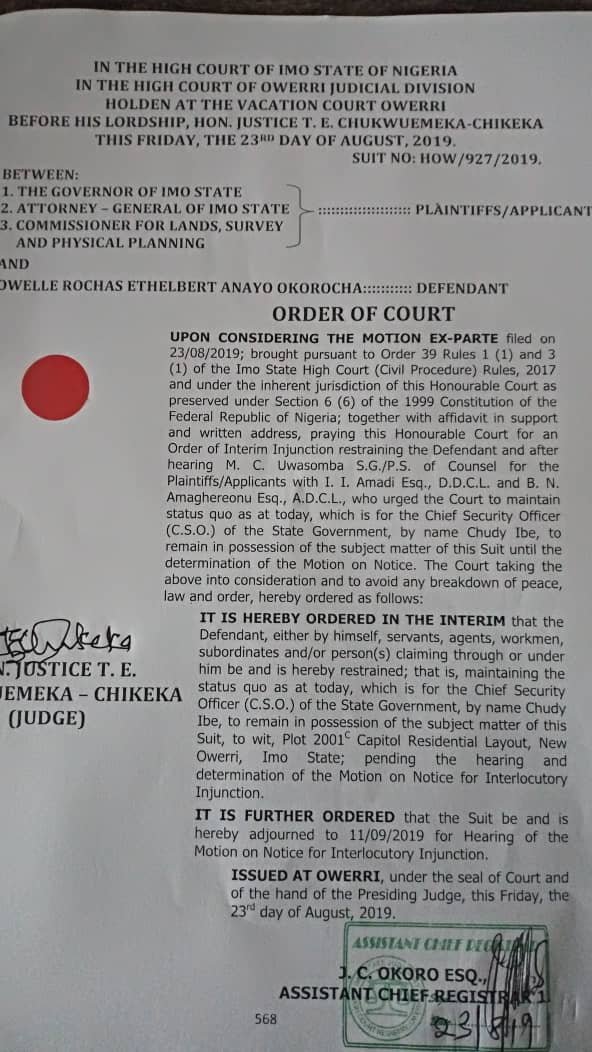 IN THE HIGH COURT OF IMO STATE OF NIGERIA
IN THE HIGH COURT OF OWERRI JUDICIAL DIVISION
HOLDEN AT THE VACATION COURT OWERRI
BEFORE HIS LORDSHIP, HON. JUSTICE T. E. CHUKWUEMEKA-CHIKEKA
THIS FRIDAY, THE 23RD DAY OF AUGUST, 2019.
SUIT NO: HOW/927/2019.
BETWEEN:
1. THE GOVERNOR OF IMO STATE
2. ATTORNEY – GENERAL OF IMO STATE :::::::::::::::::::::: PLAINTIFFS/APPLICANT
3. COMMISSIONER FOR LANDS, SURVEY
AND PHYSICAL PLANNING
AND
OWELLE ROCHAS ETHELBERT ANAYO OKOROCHA::::::::::: DEFENDANT
ORDER OF COURT
UPON CONSIDERING THE MOTION EX-PARTE filed on
23/08/2019; brought pursuant to Order 39 Rules 1 (1) and 3
(1) of the Imo State High Court (Civil Procedure) Rules, 2017
and under the inherent jurisdiction of this Honourable Court as
preserved under Section 6 (6) of the 1999 Constitution of the
Federal Republic of Nigeria; together with affidavit in support
and written address, praying this Honourable Court for an
Order of Interim Injunction restraining the Defendant and after
hearing M. C. Uwasomba S.G./P.S. of Counsel for the
Plaintiffs/Applicants with I. I. Amadi Esq., D.D.C.L. and B. N.
Amaghereonu Esq., A.D.C.L., who urged the Court to maintain
status quo as at today, which is for the Chief Security Officer
(C.S.O.) of the State Government, by name Chudy Ibe, to
remain in possession of the subject matter of this Suit until the
determination of the Motion on Notice. The Court taking the
above into consideration and to avoid any breakdown of peace,
law and order, hereby ordered as follows:
IT IS HEREBY ORDERED IN THE INTERIM that the
Defendant, either by himself, servants, agents, workmen,
subordinates and/or person(s) claiming through or under
him be and is hereby restrained; that is, maintaining the
status quo as at today, which is for the Chief Security
Officer (C.S.O.) of the State Government, by name Chudy
Ibe, to remain in possession of the subject matter of this
Suit, to wit, Plot 2001C Capitol Residential Layout, New
Owerri, Imo State; pending the hearing and
determination of the Motion on Notice for Interlocutory
Injunction.
N. JUSTICE T. E.
UEMEKA – CHIKEKA
(JUDGE)
IT IS FURTHER ORDERED that the Suit be and is
hereby adjourned to 11/09/2019 for Hearing of the
Motion on Notice for Interlocutory Injunction.
ISSUED AT OWERRI, under the seal of Court and
of the hand of the Presiding Judge, this Friday, the
23rd day of August, 2019.
ASSISTANT CHIEF
J. C. OKORO ESQ.,
ASSISTANT CHIEF REGISTRAR 1
23/8/19
568